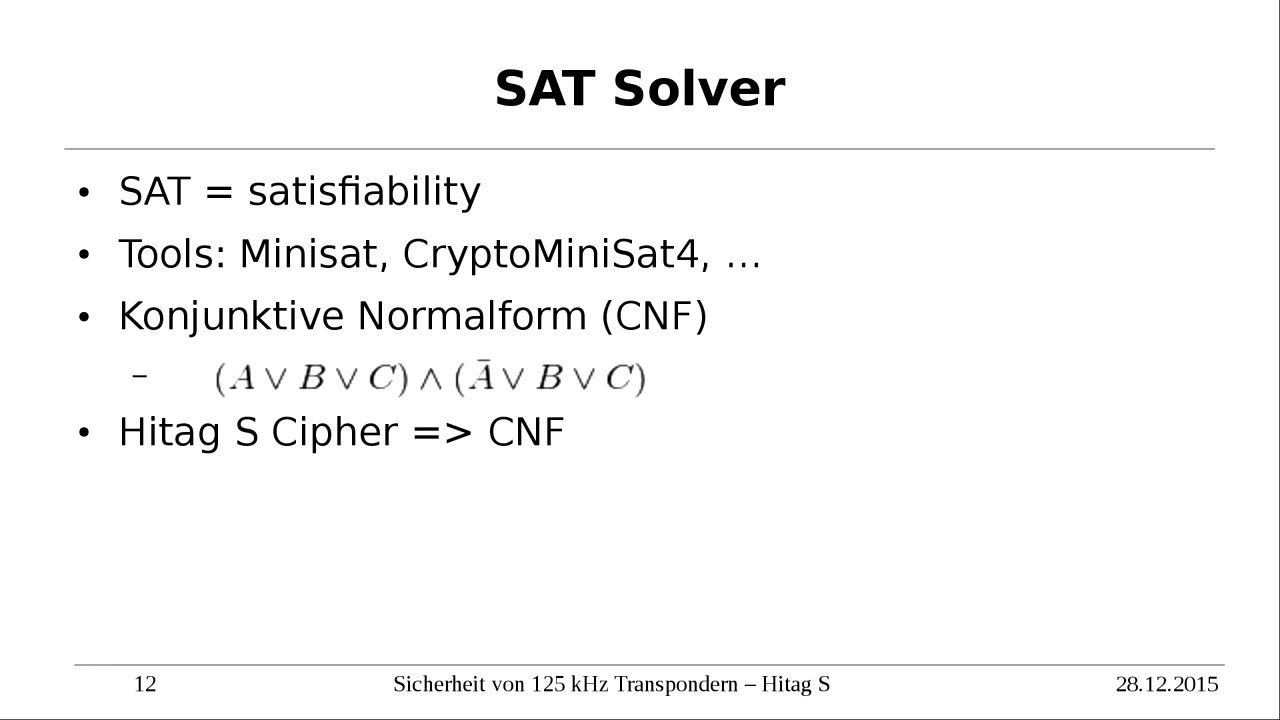 SAT Solver
• SAT = satisfiability
• Tools: Minisat, CryptoMiniSat4, …
• Konjunktive Normalform (CNF)
– (A ∨ B ∨ C) ∧ (Ā ∨ B ∨ C)
• Hitag S Cipher => CNF
12 Sicherheit von 125 kHz Transpondern – Hitag S 28.12.2015